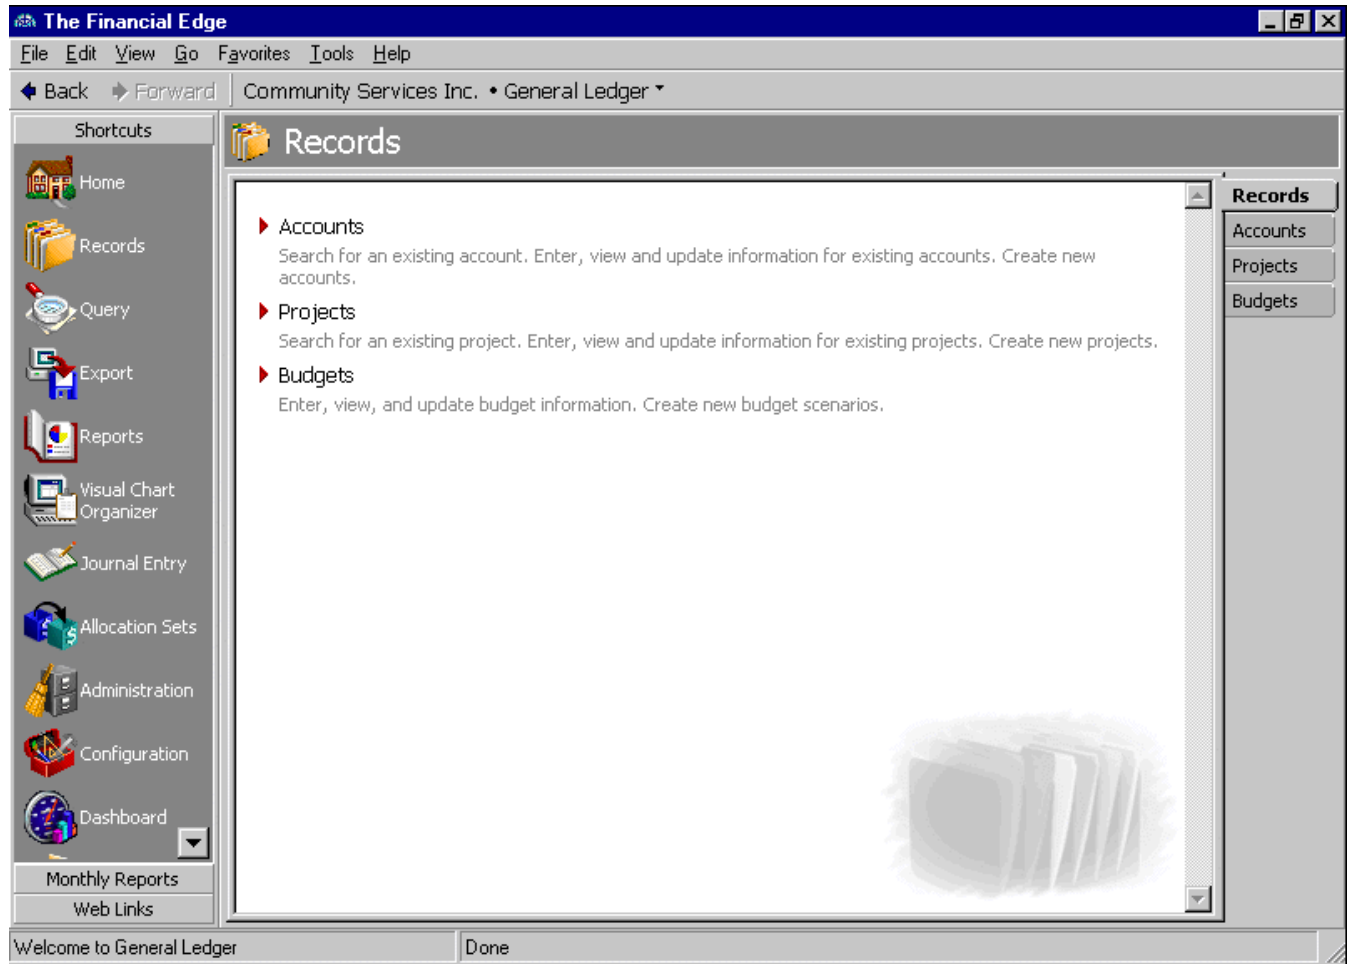 The Financial Edge
File Edit View Go Favorites Tools Help
Back Forward Community Services Inc. • General Ledger
Shortcuts
Home
Records
Query
Export
Reports
Visual Chart
Organizer
Journal Entry
Allocation Sets
Administration
Configuration
Dashboard
Monthly Reports
Web Links
Records
Accounts
Search for an existing account. Enter, view and update information for existing accounts. Create new
accounts.
Projects
Search for an existing project. Enter, view and update information for existing projects. Create new projects.
Budgets
Enter, view, and update budget information. Create new budget scenarios.
Records
Accounts
Projects
Budgets
Welcome to General Ledger
Done